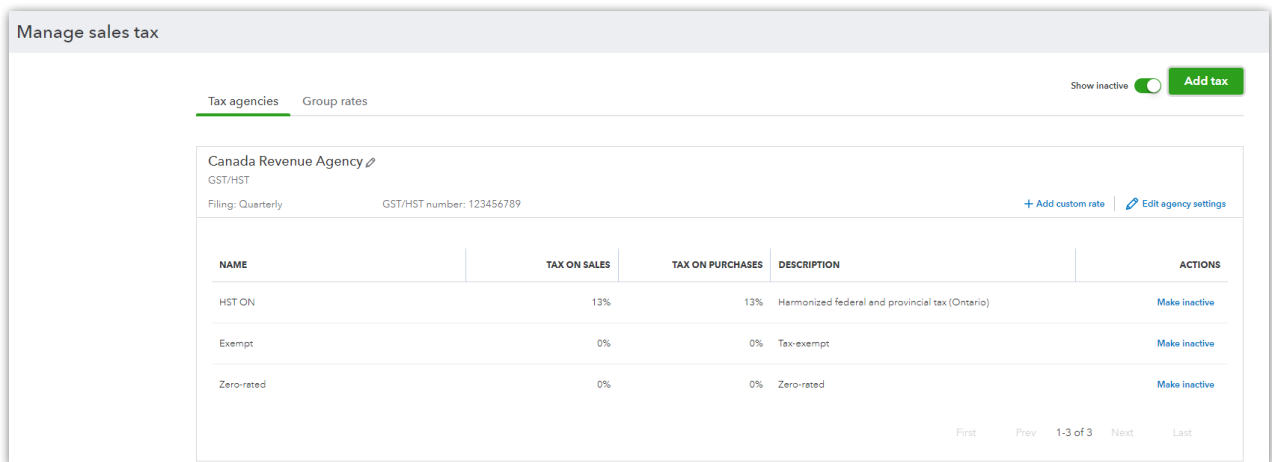 Manage sales tax
Show inactive Add tax
Tax agencies Group rates
Canada Revenue Agency
GST/HST
Filing: Quarterly GST/HST number: 123456789 + Add custom rate Edit agency settings
NAME TAX ON SALES TAX ON PURCHASES DESCRIPTION ACTIONS
HST ON 13% 13% Harmonized federal and provincial tax (Ontario) Make inactive
Exempt 0% 0% Tax-exempt Make inactive
Zero-rated 0% 0% Zero-rated Make inactive
First Prev 1-3 of 3 Next Last